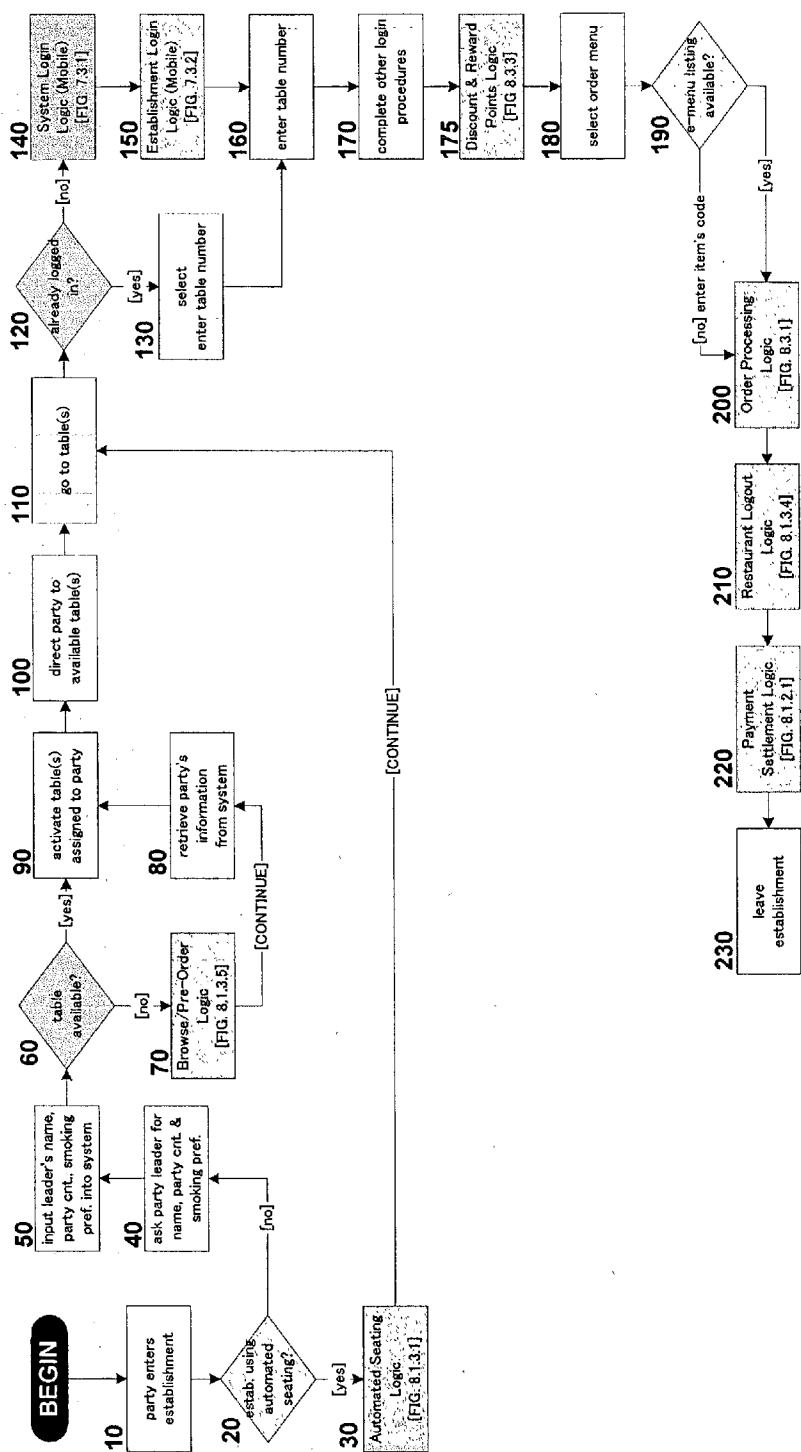 BEGIN
10
party enters
establishment
20
estab. using
automated
seating?
[yes]
[no]
30
Automated Seating
Logic
[FIG. 8.1.3.1]
[CONTINUE]
40
ask party leader for
name, party cnt. &
smoking pref.
50
input leader's name,
party cnt., smoking
pref. into system
60
table
available?
[yes]
[no]
70
Browse/Pre-Order
Logic
[FIG. 8.1.3.5]
[CONTINUE]
80
retrieve party's
information
from system
90
activate table(s)
assigned to party
100
direct party to
available table(s)
110
go to table(s)
120
already logged
in?
[no]
[yes]
130
select
enter table number
140
System Login
Logic (Mobile)
[FIG. 7.3.1]
150
Establishment Login
Logic (Mobile)
[FIG. 7.3.2]
160
enter table number
170
complete other login
procedures
175
Discount & Reward
Points Logic
[FIG. 8.3.3]
180
select order menu
190
e-menu listing
available?
[no] enter item's code
[yes]
200
Order Processing
Logic
[FIG. 8.3.1]
210
Restaurant Logout
Logic
[FIG. 8.1.3.4]
220
Payment
Settlement Logic
[FIG. 8.1.2.1]
230
leave
establishment